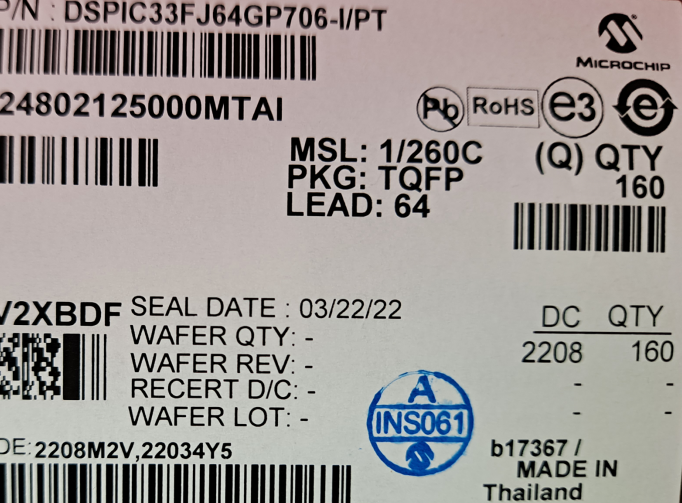 P/N : DSPIC33FJ64GP706-I/PT
MICROCHIP
24802125000MTAI
Pb RoHS e3 e
MSL: 1/260C
PKG: TQFP
LEAD: 64
(Q) QTY
160
V2XBDF
SEAL DATE : 03/22/22
WAFER QTY: -
WAFER REV: -
RECERT D/C: -
WAFER LOT: -
DC QTY
2208 160
- -
- -
A
INS061
DE: 2208M2V,22034Y5
b17367 /
MADE IN
Thailand